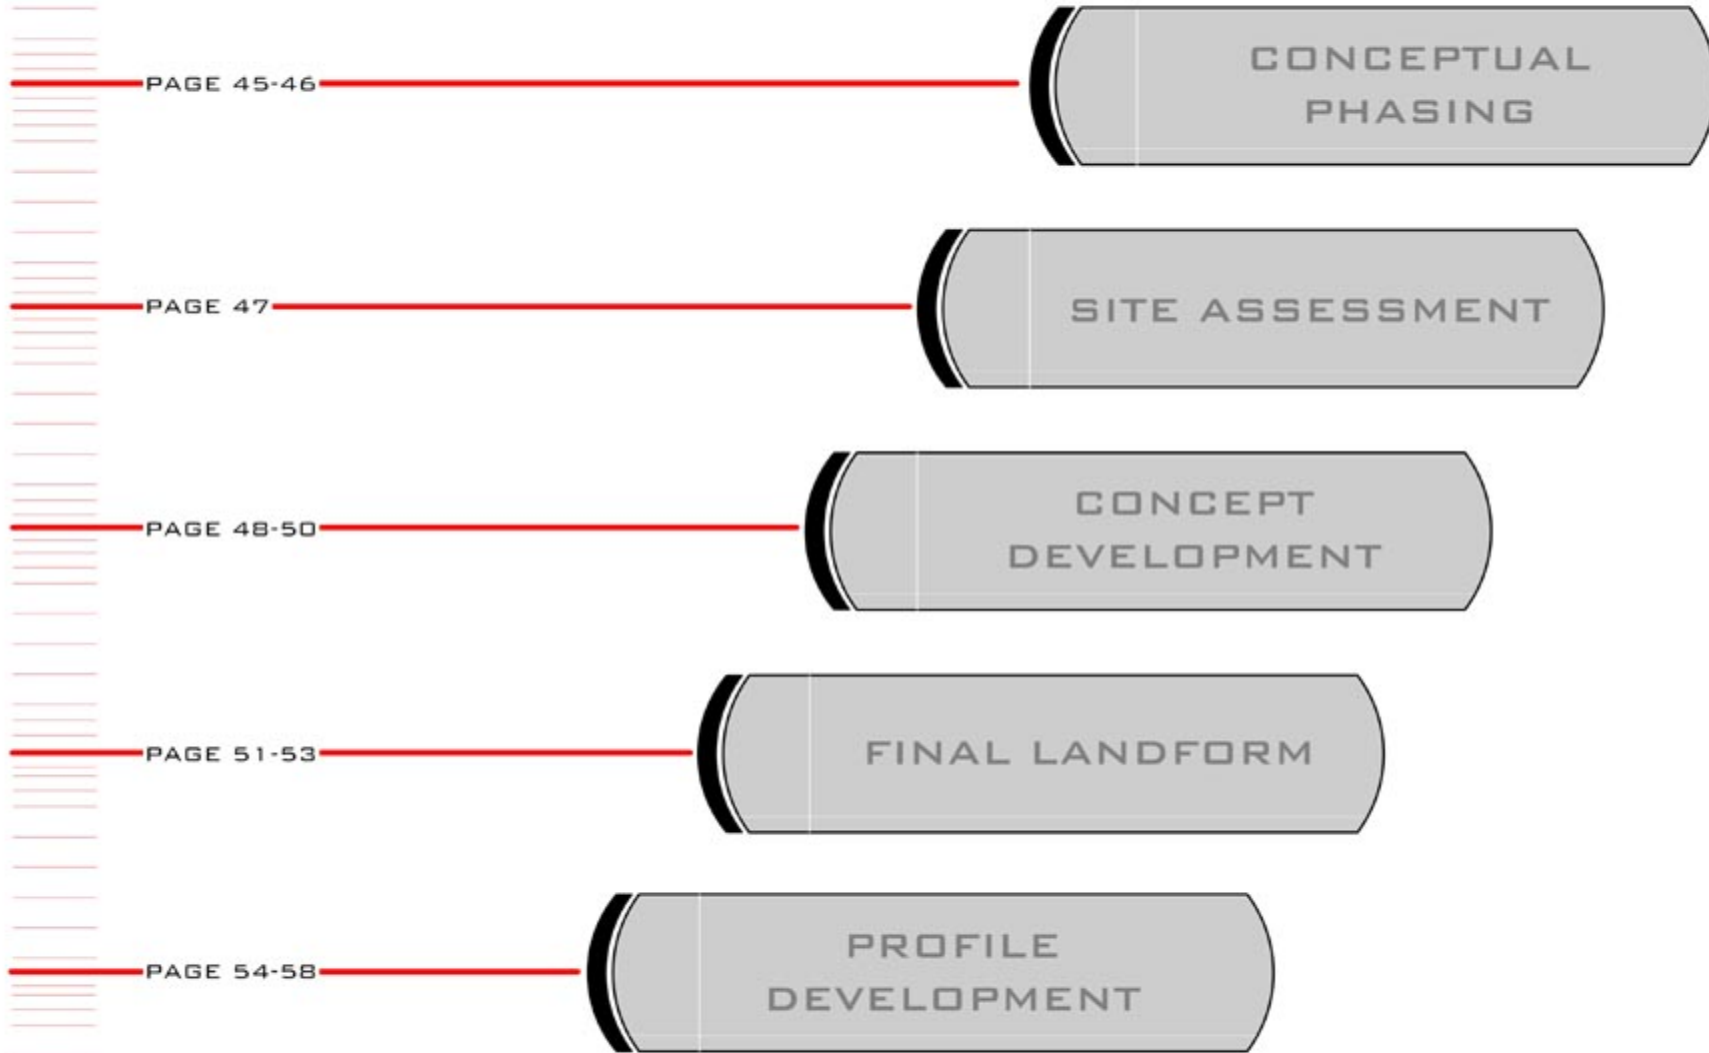 PAGE 45-46
CONCEPTUAL
PHASING
PAGE 47
SITE ASSESSMENT
PAGE 48-50
CONCEPT
DEVELOPMENT
PAGE 51-53
FINAL LANDFORM
PAGE 54-58
PROFILE
DEVELOPMENT